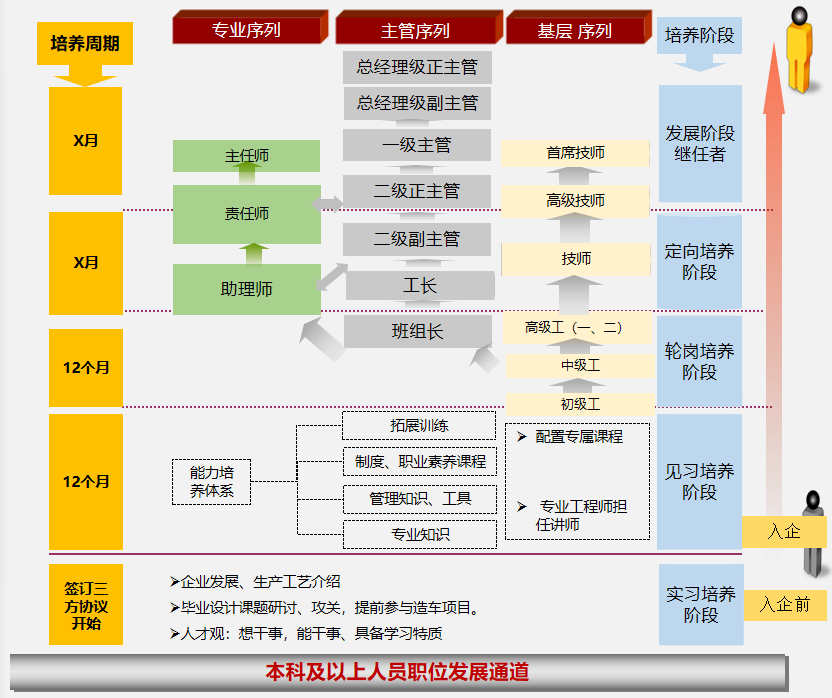 培养周期
专业序列
主管序列
基层 序列
培养阶段
总经理级正主管
总经理级副主管
X月
一级主管
发展阶段
继任者
主任师
首席技师
二级正主管
责任师
高级技师
X月
二级副主管
定向培养
阶段
技师
助理师
工长
12个月
班组长
高级工（一、二）
轮岗培养
阶段
中级工
初级工
12个月
能力培
养体系
拓展训练
制度、职业素养课程
管理知识、工具
专业知识
➢ 配置专属课程
➢ 专业工程师担
任讲师
见习培养
阶段
入企
签订三
方协议
开始
➢企业发展、生产工艺介绍
➢毕业设计课题研讨、攻关，提前参与造车项目。
➢人才观：想干事，能干事、具备学习特质
实习培养
阶段
入企前
本科及以上人员职位发展通道